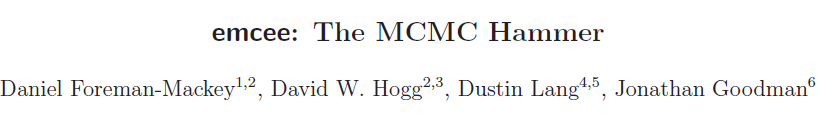 emcee: The MCMC Hammer
Daniel Foreman-Mackey1,2, David W. Hogg2,3, Dustin Lang4,5, Jonathan Goodman6